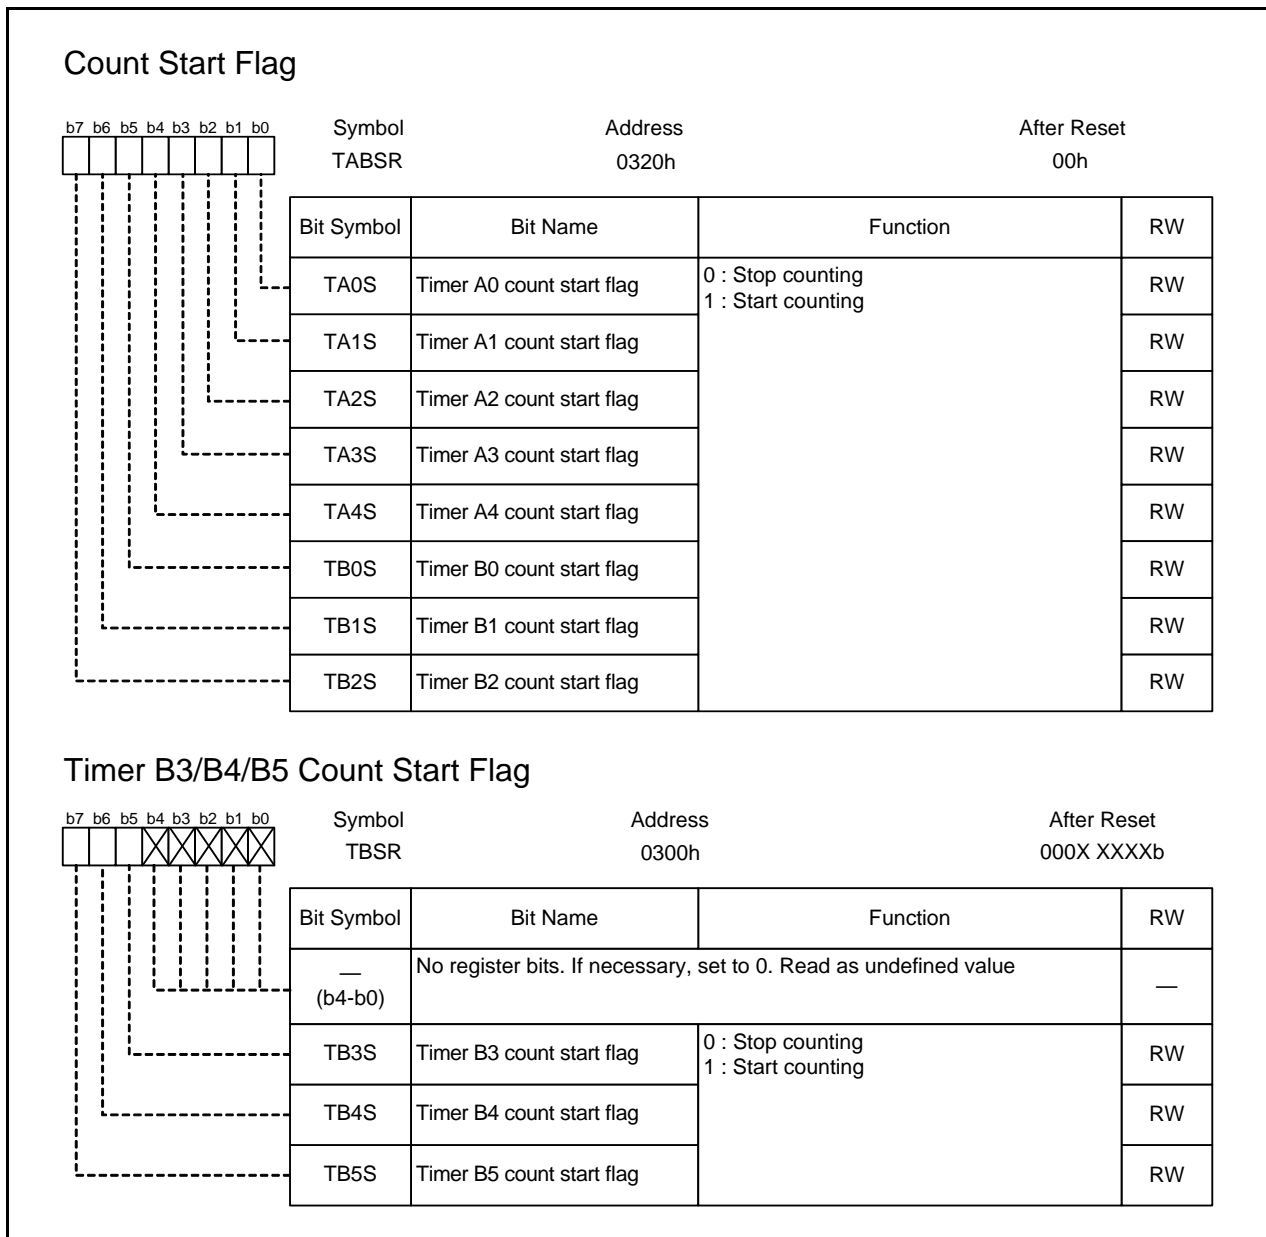 Count Start Flag
b7 b6 b5 b4 b3 b2 b1 b0
Symbol Address After Reset
TABSR 0320h 00h
Bit Symbol Bit Name Function RW
TA0S Timer A0 count start flag 0 : Stop counting RW
1 : Start counting
TA1S Timer A1 count start flag RW
TA2S Timer A2 count start flag RW
TA3S Timer A3 count start flag RW
TA4S Timer A4 count start flag RW
TB0S Timer B0 count start flag RW
TB1S Timer B1 count start flag RW
TB2S Timer B2 count start flag RW
Timer B3/B4/B5 Count Start Flag
b7 b6 b5 b4 b3 b2 b1 b0
Symbol Address After Reset
TBSR 0300h 000X XXXXb
Bit Symbol Bit Name Function RW
— No register bits. If necessary, set to 0. Read as undefined value —
(b4-b0)
TB3S Timer B3 count start flag 0 : Stop counting RW
1 : Start counting
TB4S Timer B4 count start flag RW
TB5S Timer B5 count start flag RW